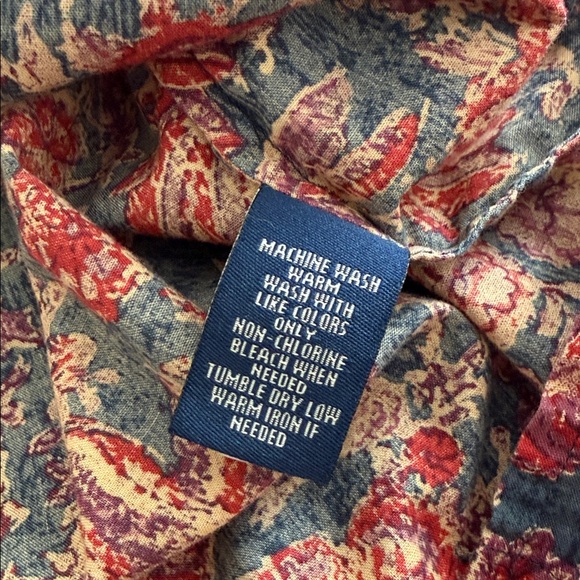 MACHINE WASH
WARM
WASH WITH
LIKE COLORS
ONLY
NON-CHLORINE
BLEACH WHEN
NEEDED
TUMBLE DRY LOW
WARM IRON IF
NEEDED